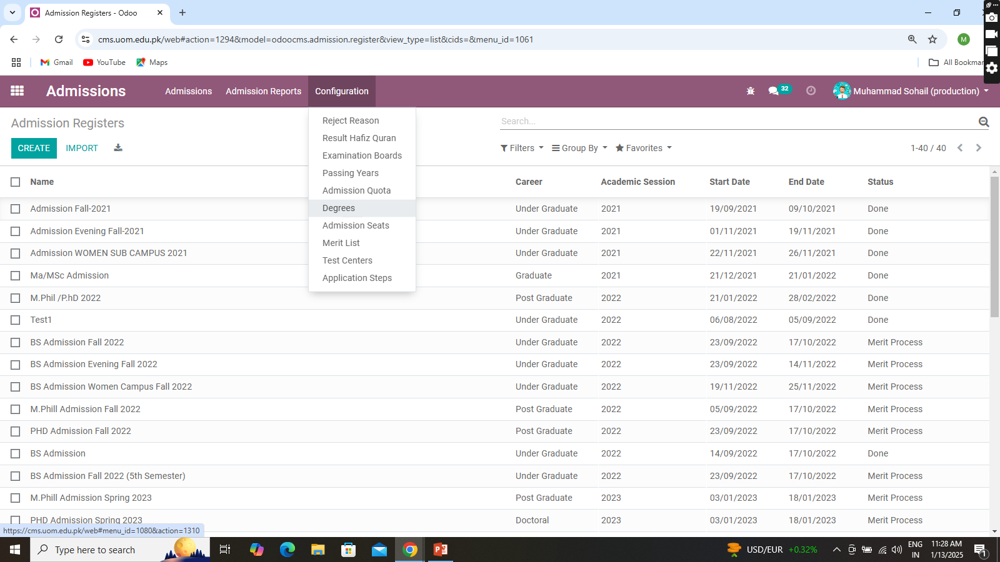 Admission Registers - Odoo
cms.uom.edu.pk/web#action=1294&model=odoocms.admission.register&view_type=list&cids=&menu_id=1061
M
Gmail YouTube Maps All Bookmar
Admissions Admissions Admission Reports Configuration 32 Muhammad Sohail (production)
Admission Registers
Search...
CREATE IMPORT
Filters Group By Favorites 1-40 / 40
Reject Reason
Result Hafiz Quran
Examination Boards
Passing Years
Admission Quota
Degrees
Admission Seats
Merit List
Test Centers
Application Steps
Name Career Academic Session Start Date End Date Status
Admission Fall-2021 Under Graduate 2021 19/09/2021 09/10/2021 Done
Admission Evening Fall-2021 Under Graduate 2021 01/11/2021 19/11/2021 Done
Admission WOMEN SUB CAMPUS 2021 Under Graduate 2021 22/11/2021 26/11/2021 Done
Ma/MSc Admission Graduate 2021 21/12/2021 21/01/2022 Done
M.Phil /P.hD 2022 Post Graduate 2022 21/01/2022 28/02/2022 Done
Test1 Under Graduate 2022 06/08/2022 05/09/2022 Done
BS Admission Fall 2022 Under Graduate 2022 23/09/2022 17/10/2022 Merit Process
BS Admission Evening Fall 2022 Under Graduate 2022 23/09/2022 14/11/2022 Merit Process
BS Admission Women Campus Fall 2022 Under Graduate 2022 19/11/2022 25/11/2022 Merit Process
M.Phill Admission Fall 2022 Post Graduate 2022 05/09/2022 17/10/2022 Merit Process
PHD Admission Fall 2022 Post Graduate 2022 23/09/2022 17/10/2022 Merit Process
BS Admission Under Graduate 2022 14/09/2022 17/10/2022 Done
BS Admission Fall 2022 (5th Semester) Under Graduate 2022 23/09/2022 17/10/2022 Merit Process
M.Phill Admission Spring 2023 Post Graduate 2023 03/01/2023 18/01/2023 Merit Process
PHD Admission Spring 2023 Doctoral 2023 03/01/2023 18/01/2023 Merit Process
https://cms.uom.edu.pk/web#menu_id=1080&action=1310
Type here to search USD/EUR +0.32% ENG 11:28 AM
IN 1/13/2025 1